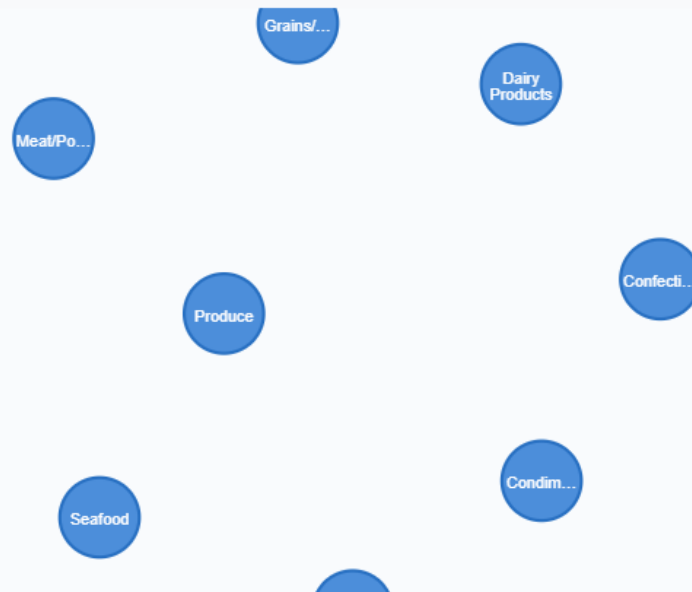 Grains/...
Dairy
Products
Meat/Po...
Confecti...
Produce
Condim...
Seafood